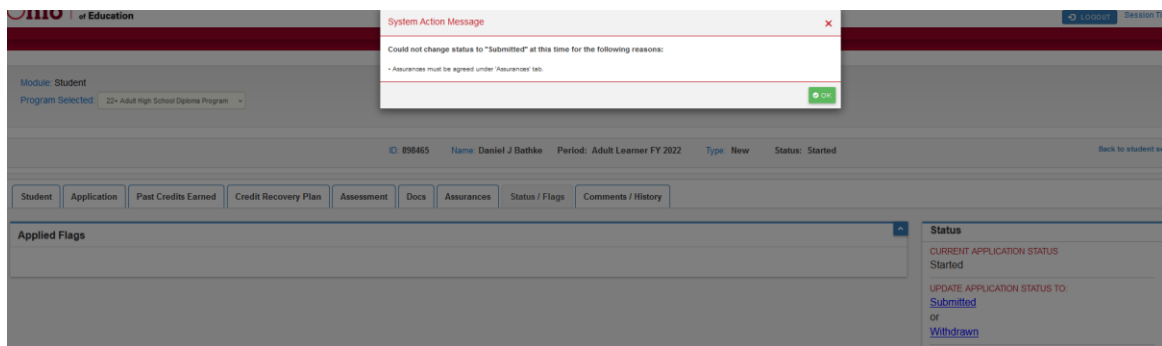 of Education
System Action Message
LOGOUT
Session Ti
Could not change status to "Submitted" at this time for the following reasons:
- Assurances must be agreed under 'Assurances' tab.
OK
Module: Student
Program Selected: 22+ Adult High School Diploma Program
ID: 898465 Name: Daniel J Bathke Period: Adult Learner FY 2022 Type: New Status: Started
Back to student se
Student
Application
Past Credits Earned
Credit Recovery Plan
Assessment
Docs
Assurances
Status / Flags
Comments / History
Applied Flags
Status
CURRENT APPLICATION STATUS
Started
UPDATE APPLICATION STATUS TO:
Submitted
or
Withdrawn